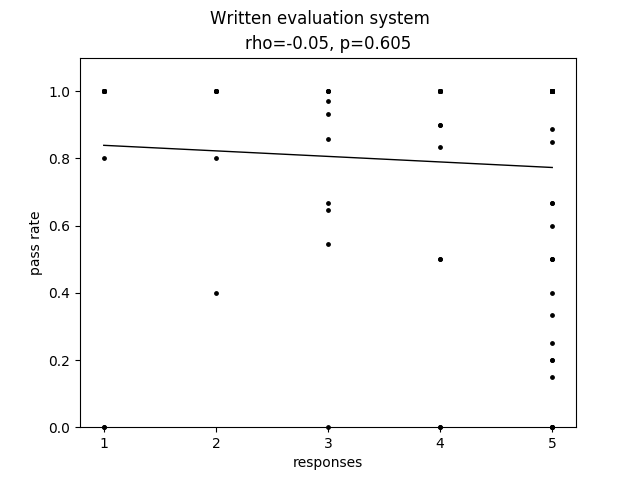 Written evaluation system
rho=-0.05, p=0.605
1.0
0.8
0.6
0.4
0.2
0.0
pass rate
1 2 3 4 5
responses